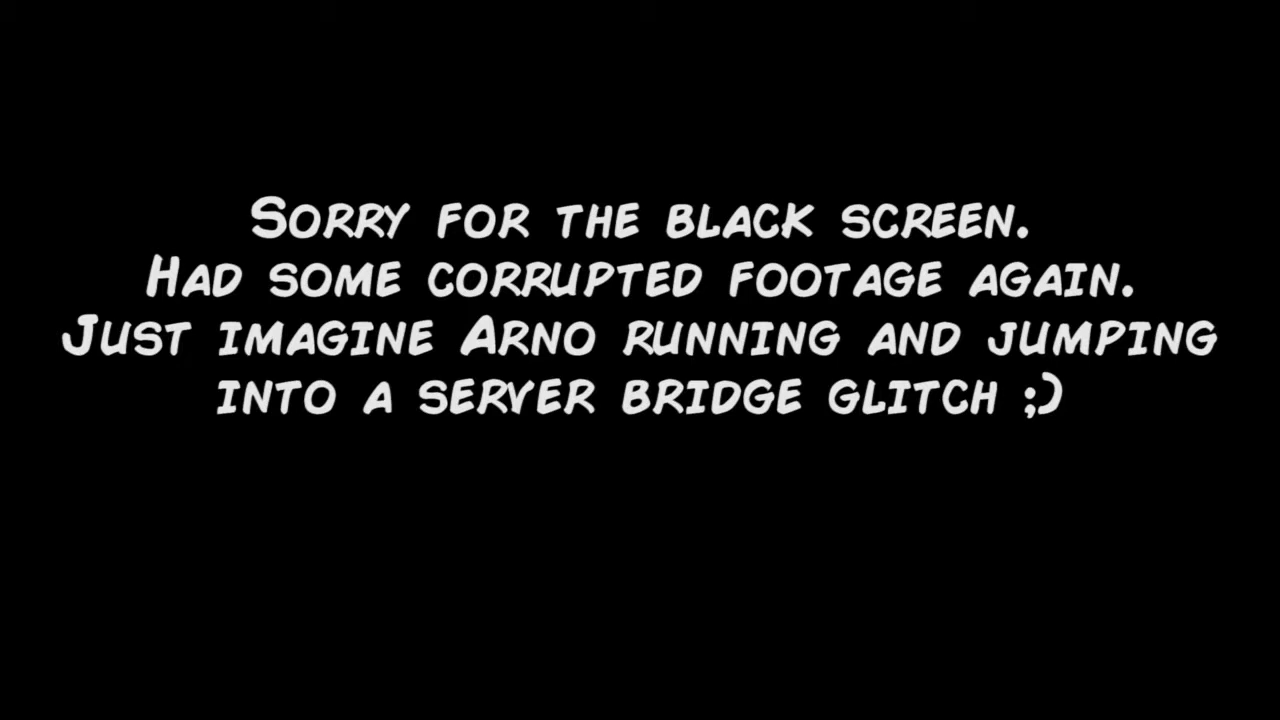 Sorry for the black screen.
Had some corrupted footage again.
Just imagine Arno running and jumping
into a server bridge glitch ;)